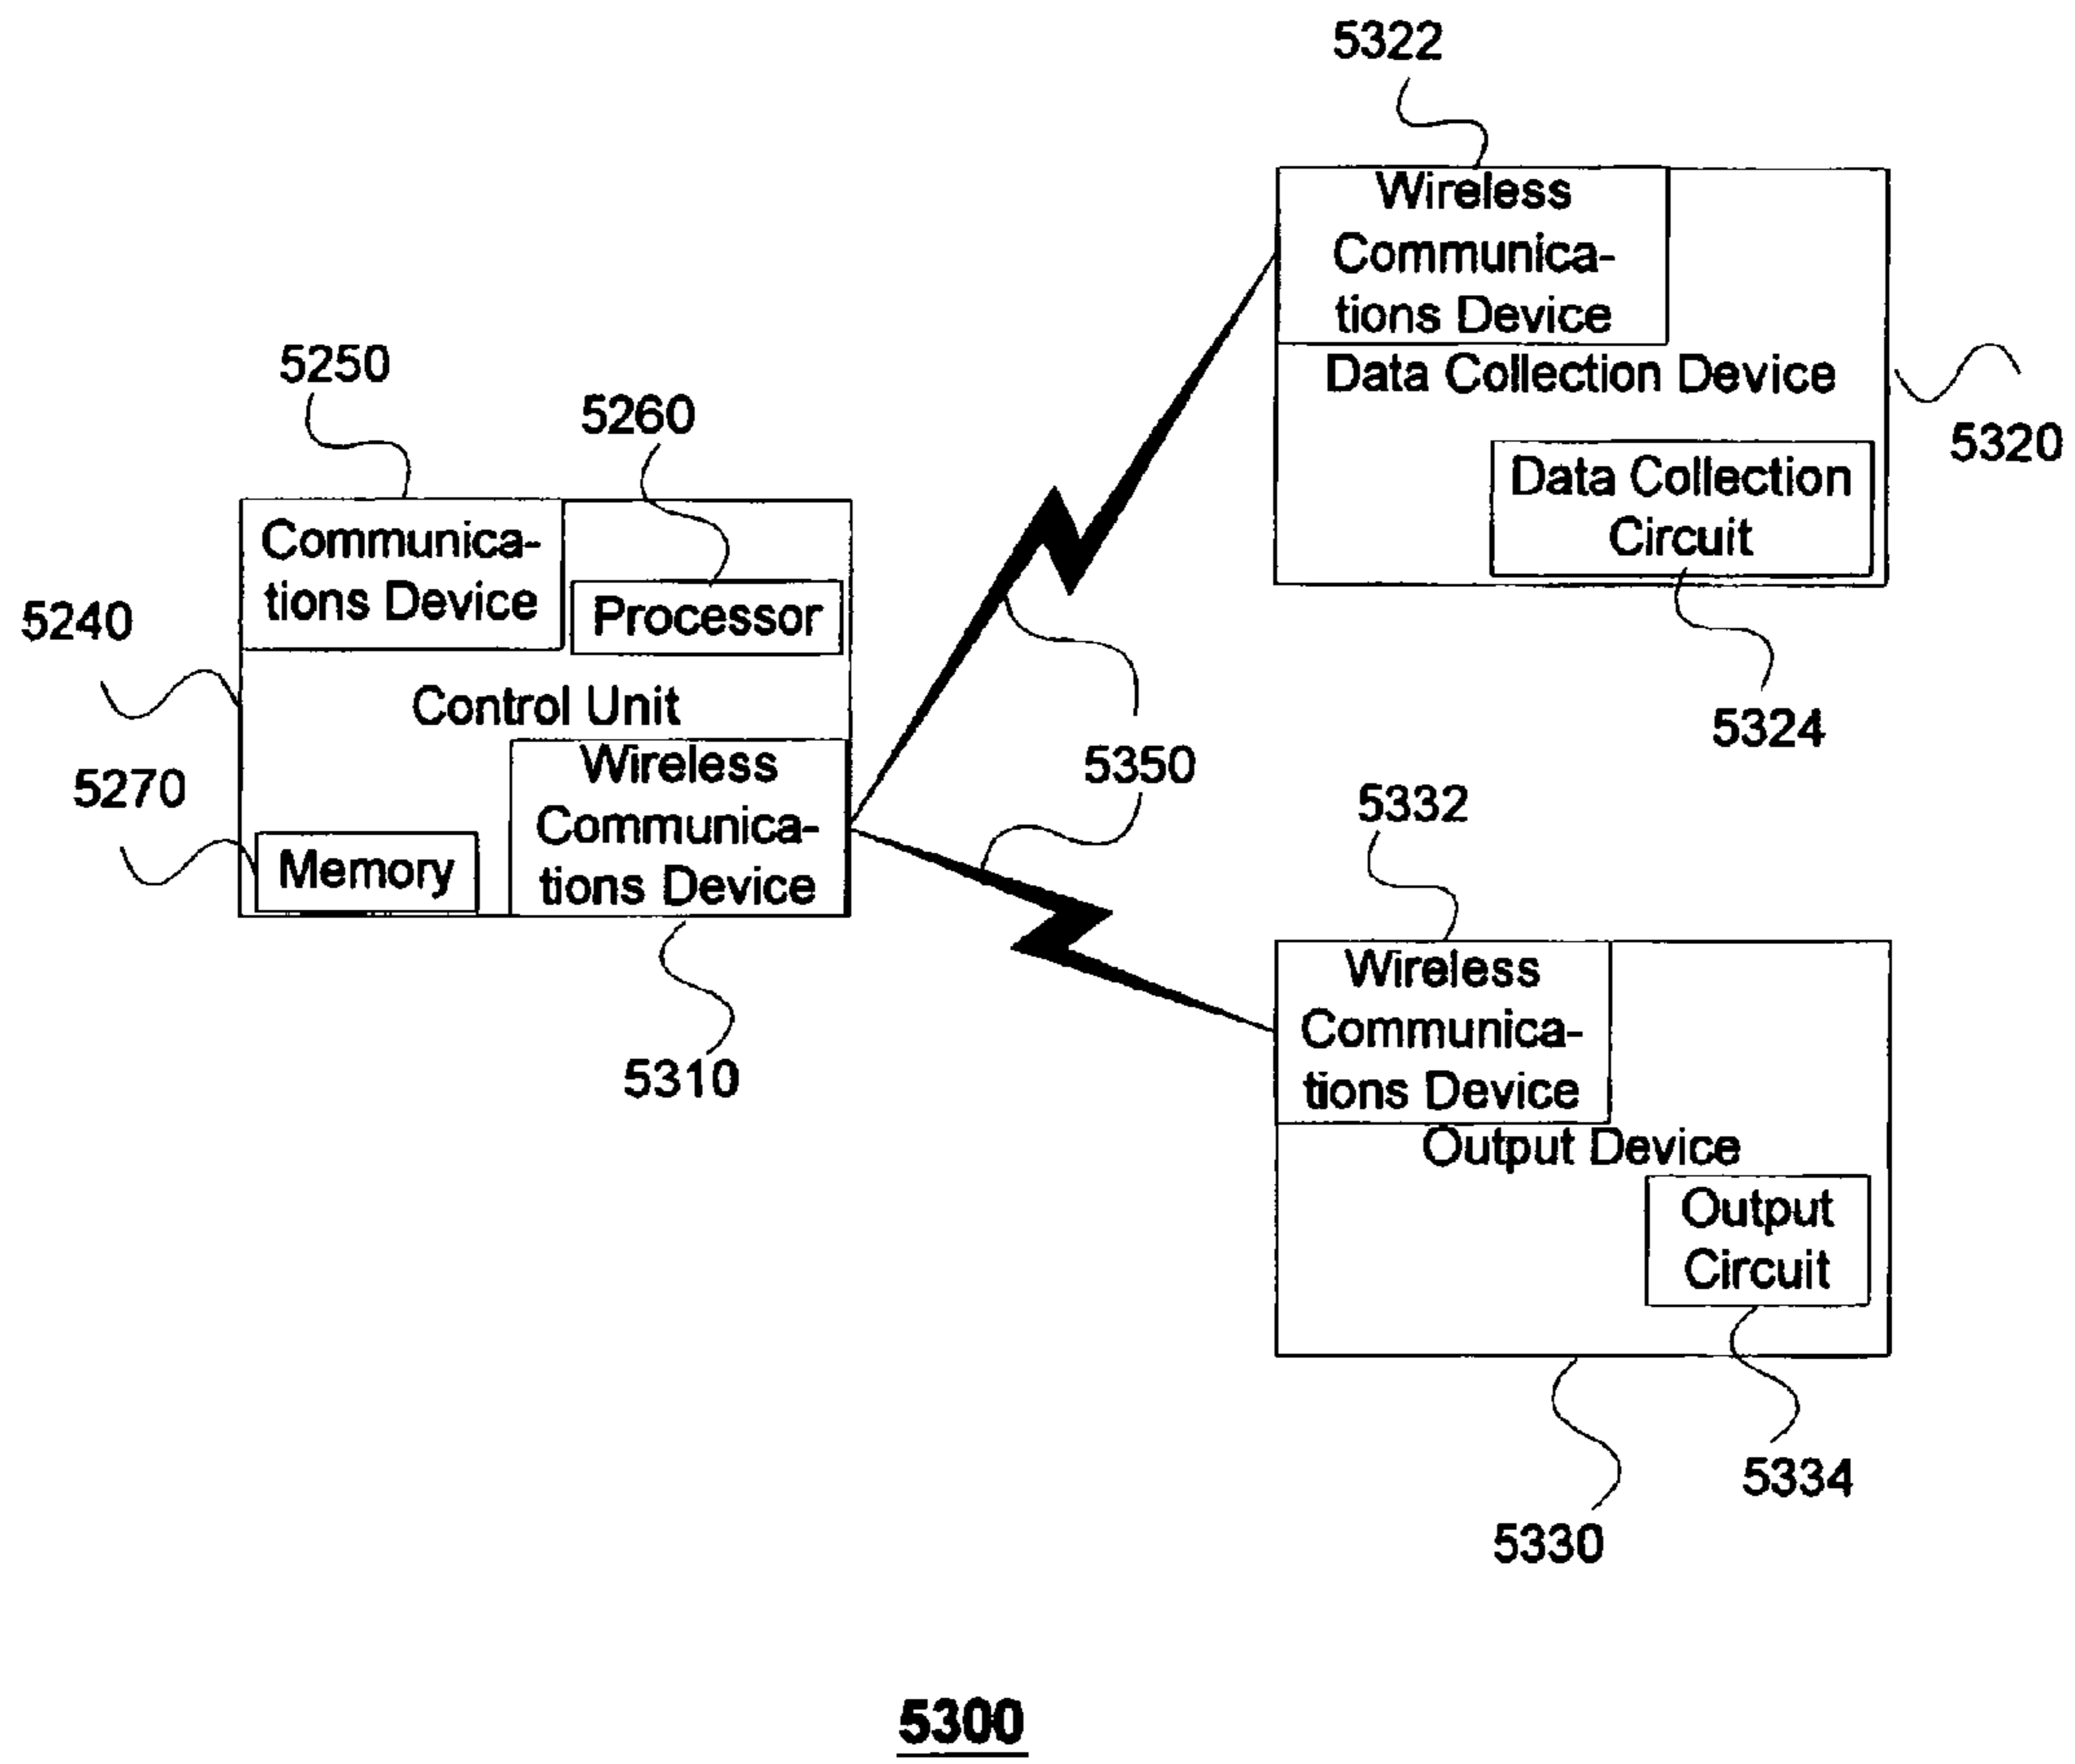 5322
Wireless
Communica-
tions Device
Data Collection Device
5320
Data Collection
Circuit
5324
5250
5260
Communica-
tions Device
Processor
5240
Control Unit
5270
Wireless
Communica-
tions Device
Memory
5310
5350
5332
Wireless
Communica-
tions Device
Output Device
Output
Circuit
5334
5330
5300